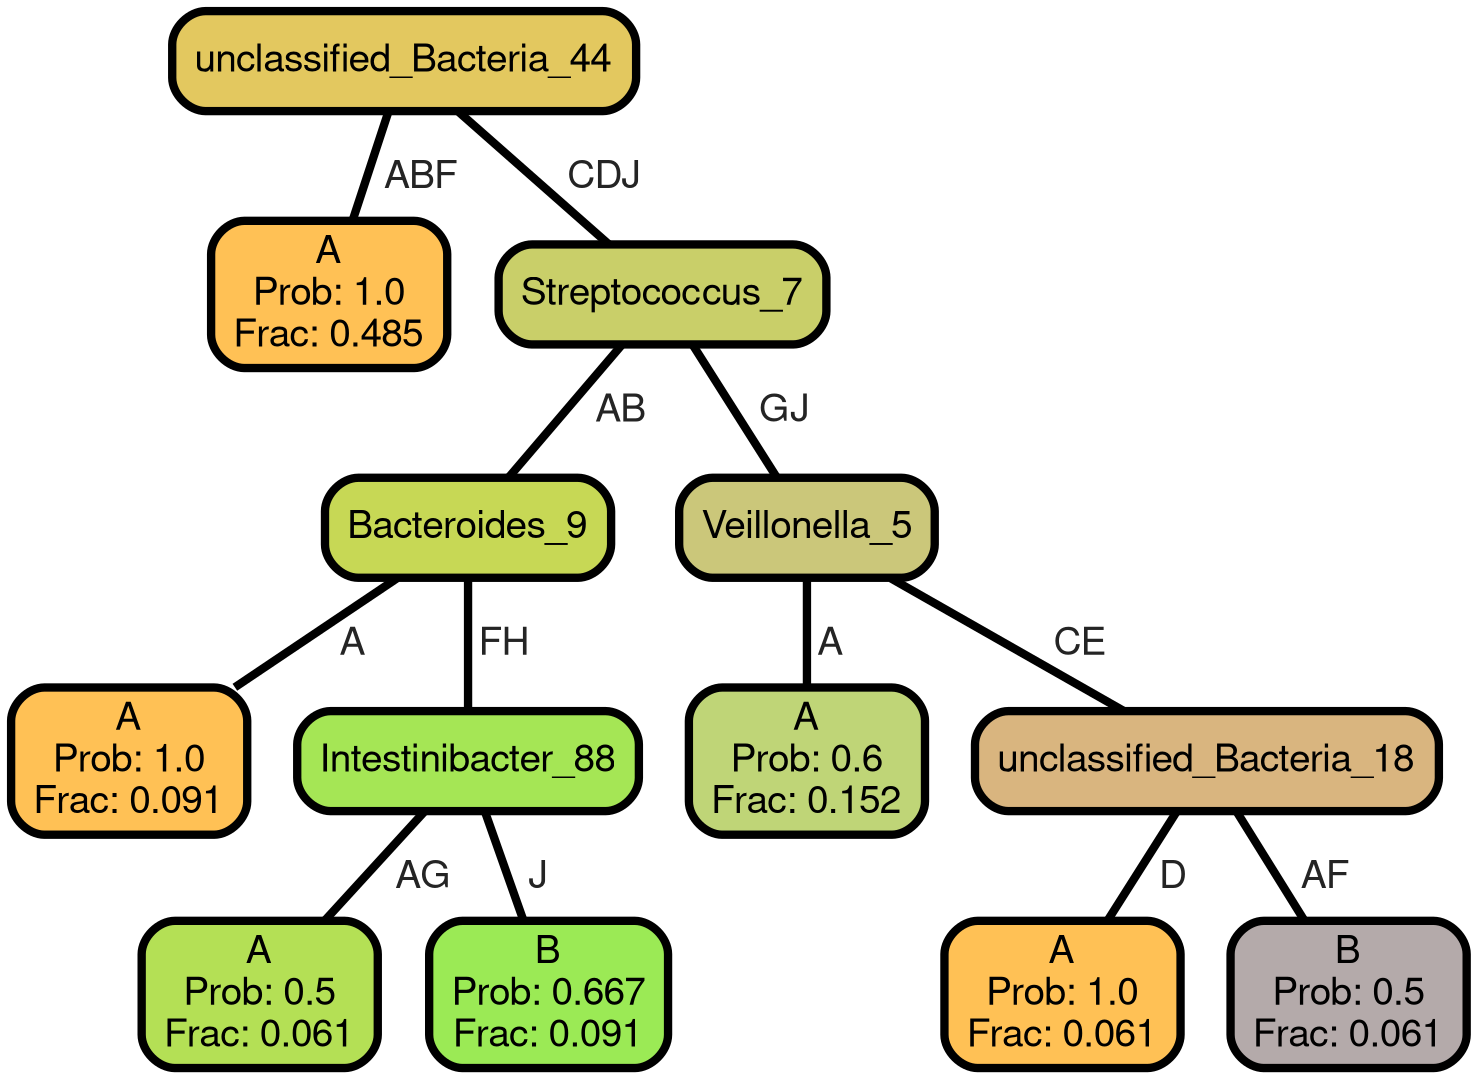 unclassified_Bacteria_44
ABF
CDJ
A
Prob: 1.0
Frac: 0.485
Streptococcus_7
AB
GJ
Bacteroides_9
Veillonella_5
A
FH
A
CE
A
Prob: 1.0
Frac: 0.091
Intestinibacter_88
A
Prob: 0.6
Frac: 0.152
unclassified_Bacteria_18
AG
J
D
AF
A
Prob: 0.5
Frac: 0.061
B
Prob: 0.667
Frac: 0.091
A
Prob: 1.0
Frac: 0.061
B
Prob: 0.5
Frac: 0.061